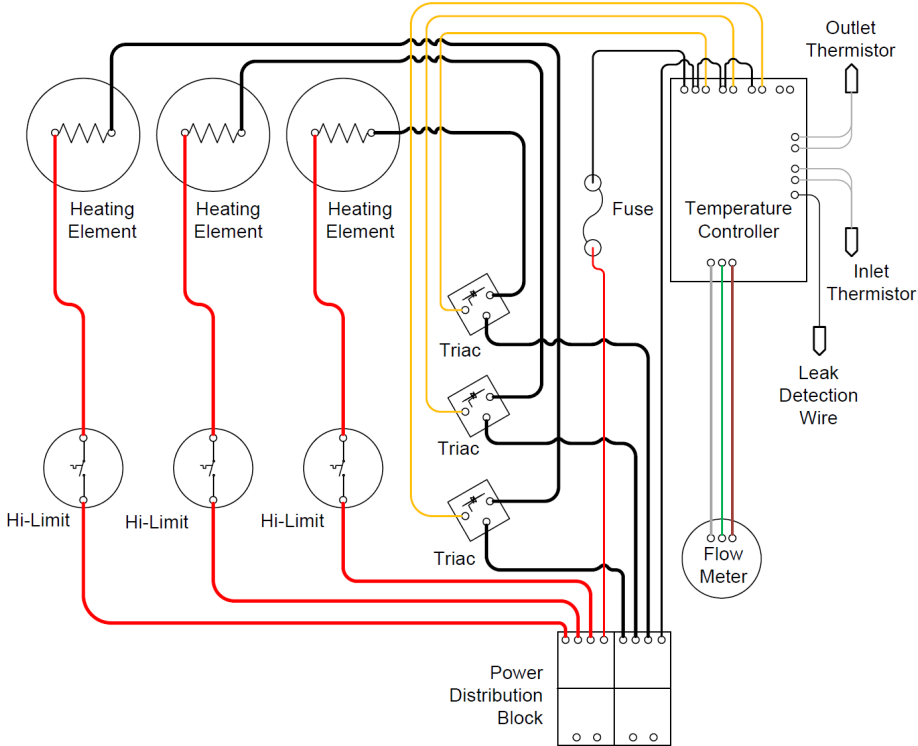 Outlet
Thermistor
Heating
Element
Heating
Element
Heating
Element
Fuse
Temperature
Controller
Inlet
Thermistor
Triac
Leak
Detection
Wire
Triac
Hi-Limit
Hi-Limit
Hi-Limit
Triac
Flow
Meter
Power
Distribution
Block